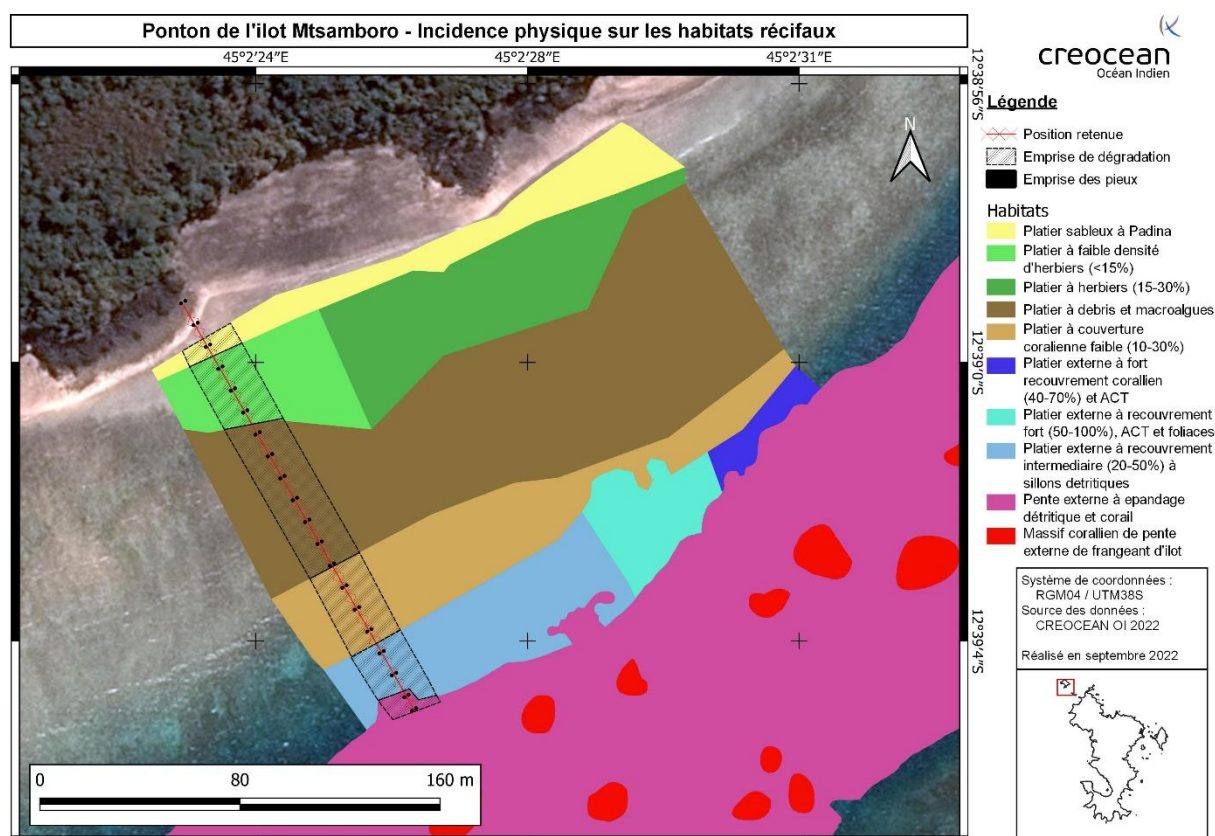 Ponton de l'ilot Mtsamboro - Incidence physique sur les habitats récifaux
45°2'24"E
45°2'28"E
45°2'31"E
12°38'56"S
12°39'0"S
12°39'4"S
N
0
80
160 m
creocean
Océan Indien
Légende
Position retenue
Emprise de dégradation
Emprise des pieux
Habitats
Platier sableux à Padina
Platier à faible densité
d'herbiers (<15%)
Platier à herbiers (15-30%)
Platier à debris et macroalgues
Platier à couverture
coralienne faible (10-30%)
Platier externe à fort
recouvrement corallien
(40-70%) et ACT
Platier externe à recouvrement
fort (50-100%), ACT et foliaces
Platier externe à recouvrement
intermediaire (20-50%) à
sillons detritiques
Pente externe à epandage
détritique et corail
Massif corallien de pente
externe de frangeant d'ilot
Système de coordonnées :
RGM04 / UTM38S
Source des données :
CREOCEAN OI 2022
Réalisé en septembre 2022